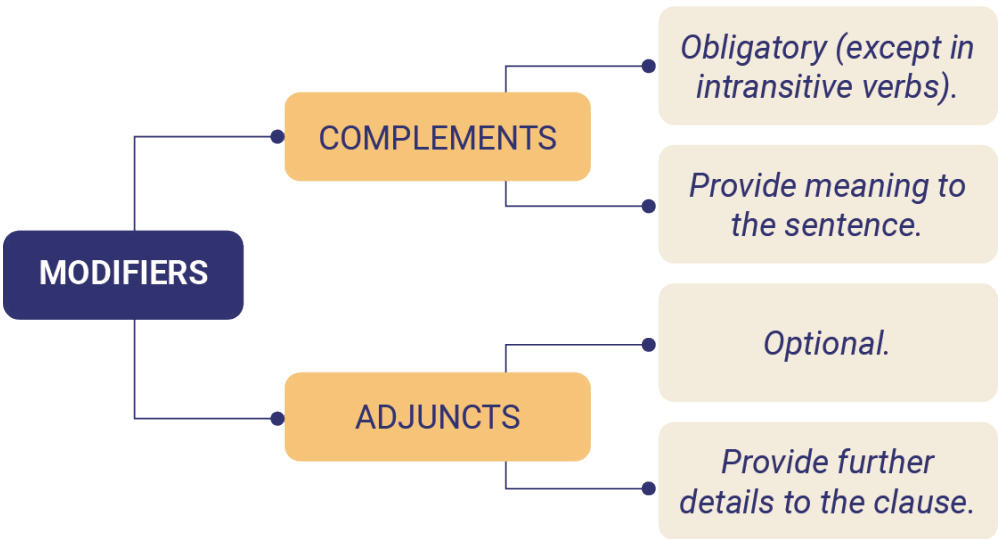 MODIFIERS
COMPLEMENTS
Obligatory (except in
intransitive verbs).
Provide meaning to
the sentence.
ADJUNCTS
Optional.
Provide further
details to the clause.